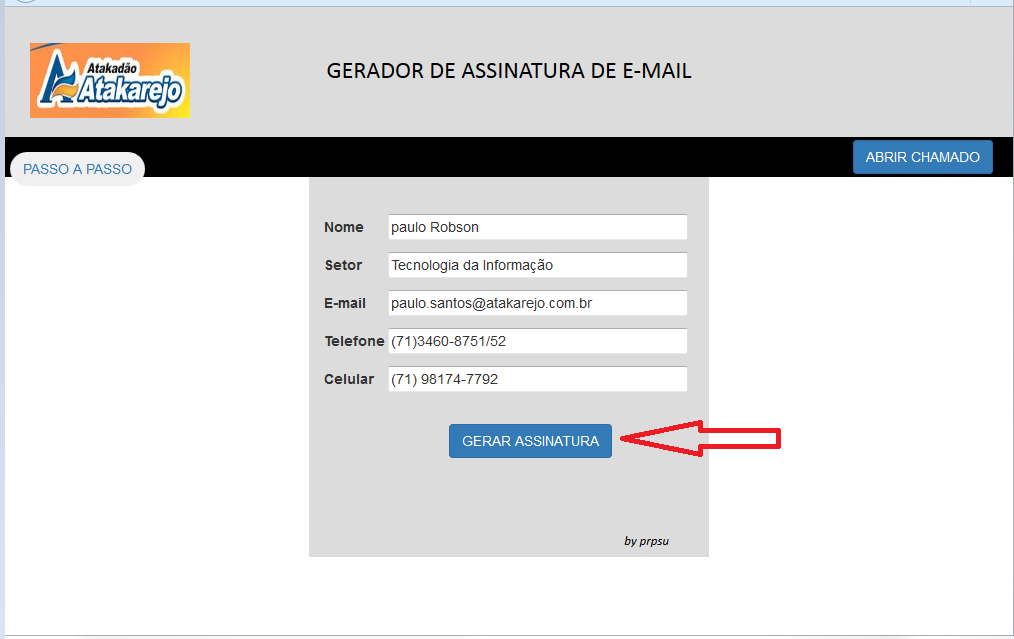 Atakadão
Atakarejo
GERADOR DE ASSINATURA DE E-MAIL
PASSO A PASSO
ABRIR CHAMADO
Nome paulo Robson
Setor Tecnologia da Informação
E-mail paulo.santos@atakarejo.com.br
Telefone (71)3460-8751/52
Celular (71) 98174-7792
GERAR ASSINATURA
by prpsu